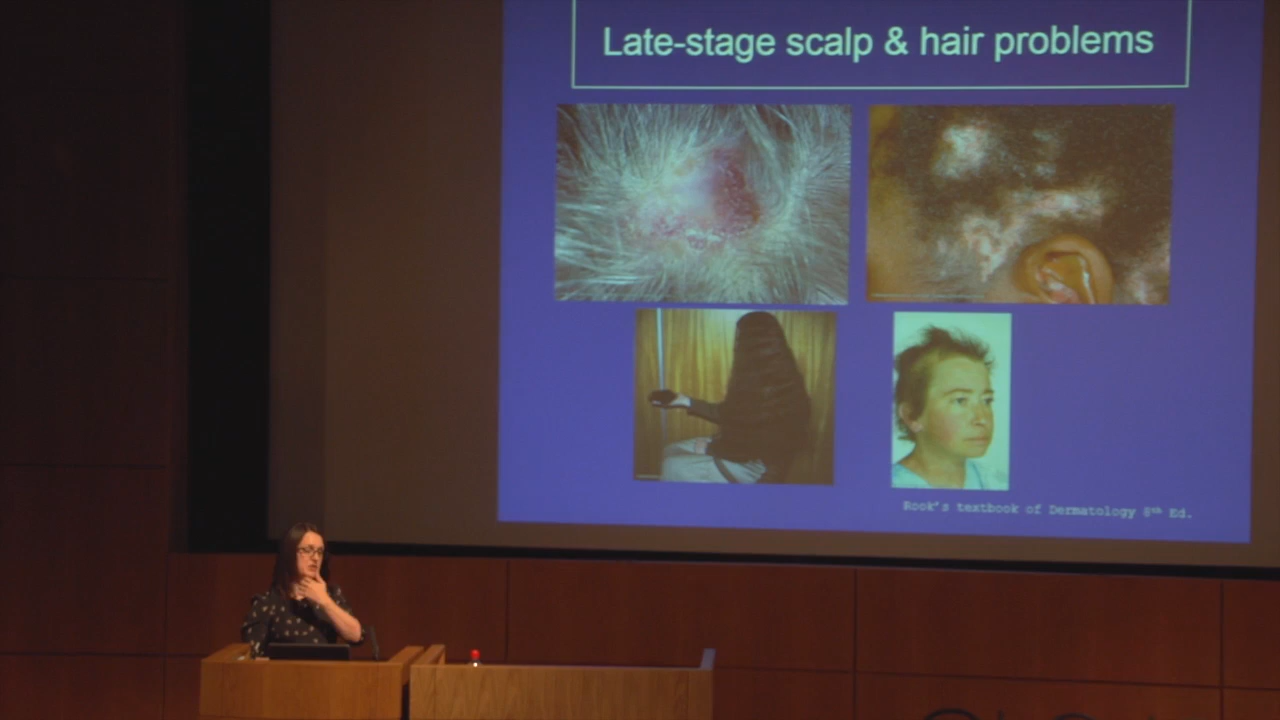 Late-stage scalp & hair problems
Rook's textbook of Dermatology 8th Ed.